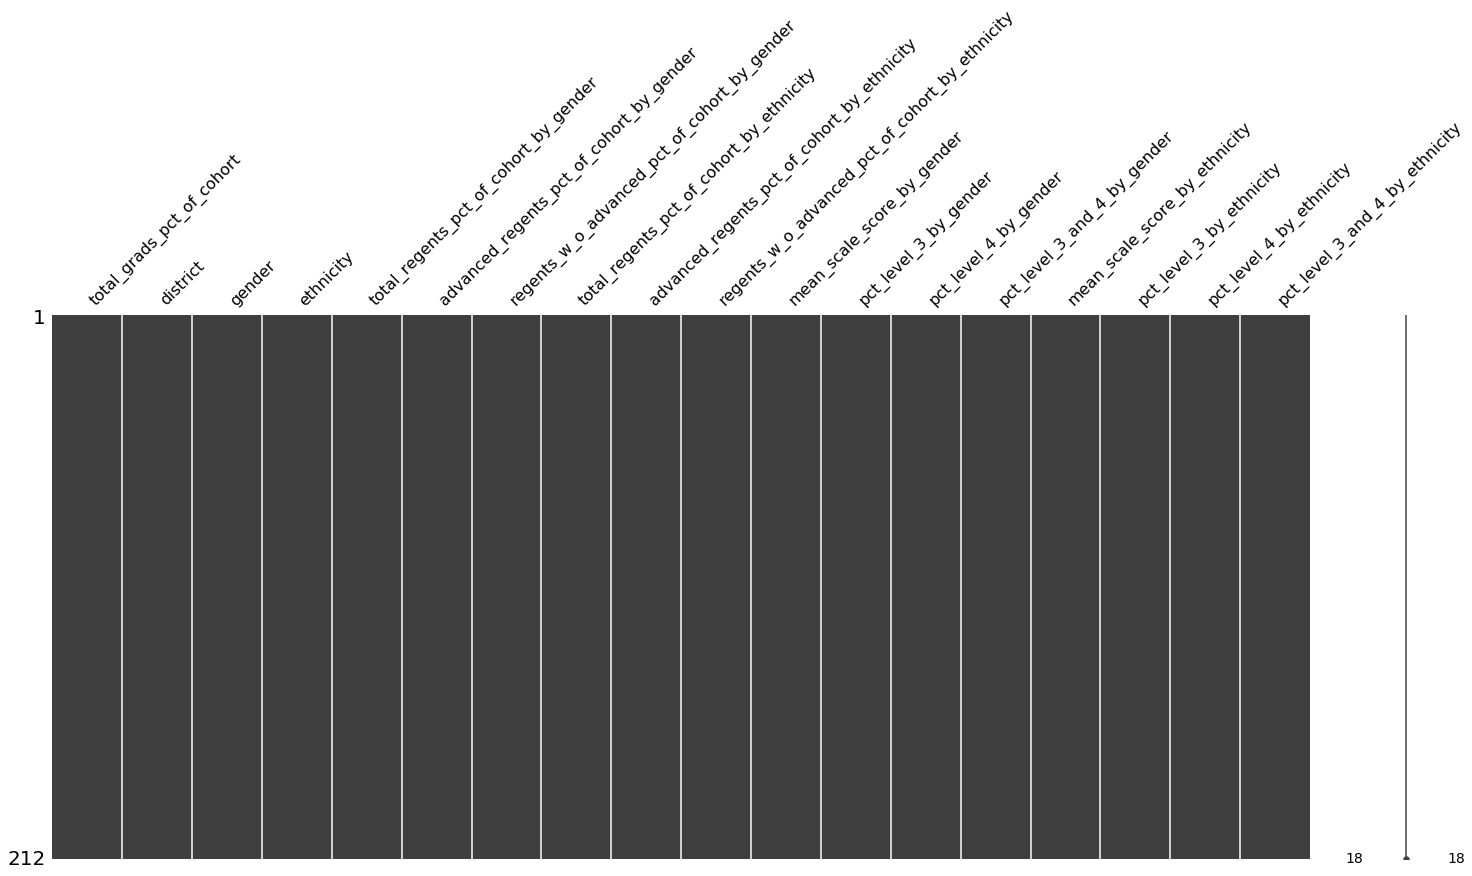 total_grads_pct_of_cohort
district
gender
ethnicity
total_regents_pct_of_cohort_by_gender
advanced_regents_pct_of_cohort_by_gender
regents_w_o_advanced_pct_of_cohort_by_gender
total_regents_pct_of_cohort_by_ethnicity
advanced_regents_pct_of_cohort_by_ethnicity
regents_w_o_advanced_pct_of_cohort_by_ethnicity
mean_scale_score_by_gender
pct_level_3_by_gender
pct_level_4_by_gender
pct_level_3_and_4_by_gender
mean_scale_score_by_ethnicity
pct_level_3_by_ethnicity
pct_level_4_by_ethnicity
pct_level_3_and_4_by_ethnicity
1
212
18
18